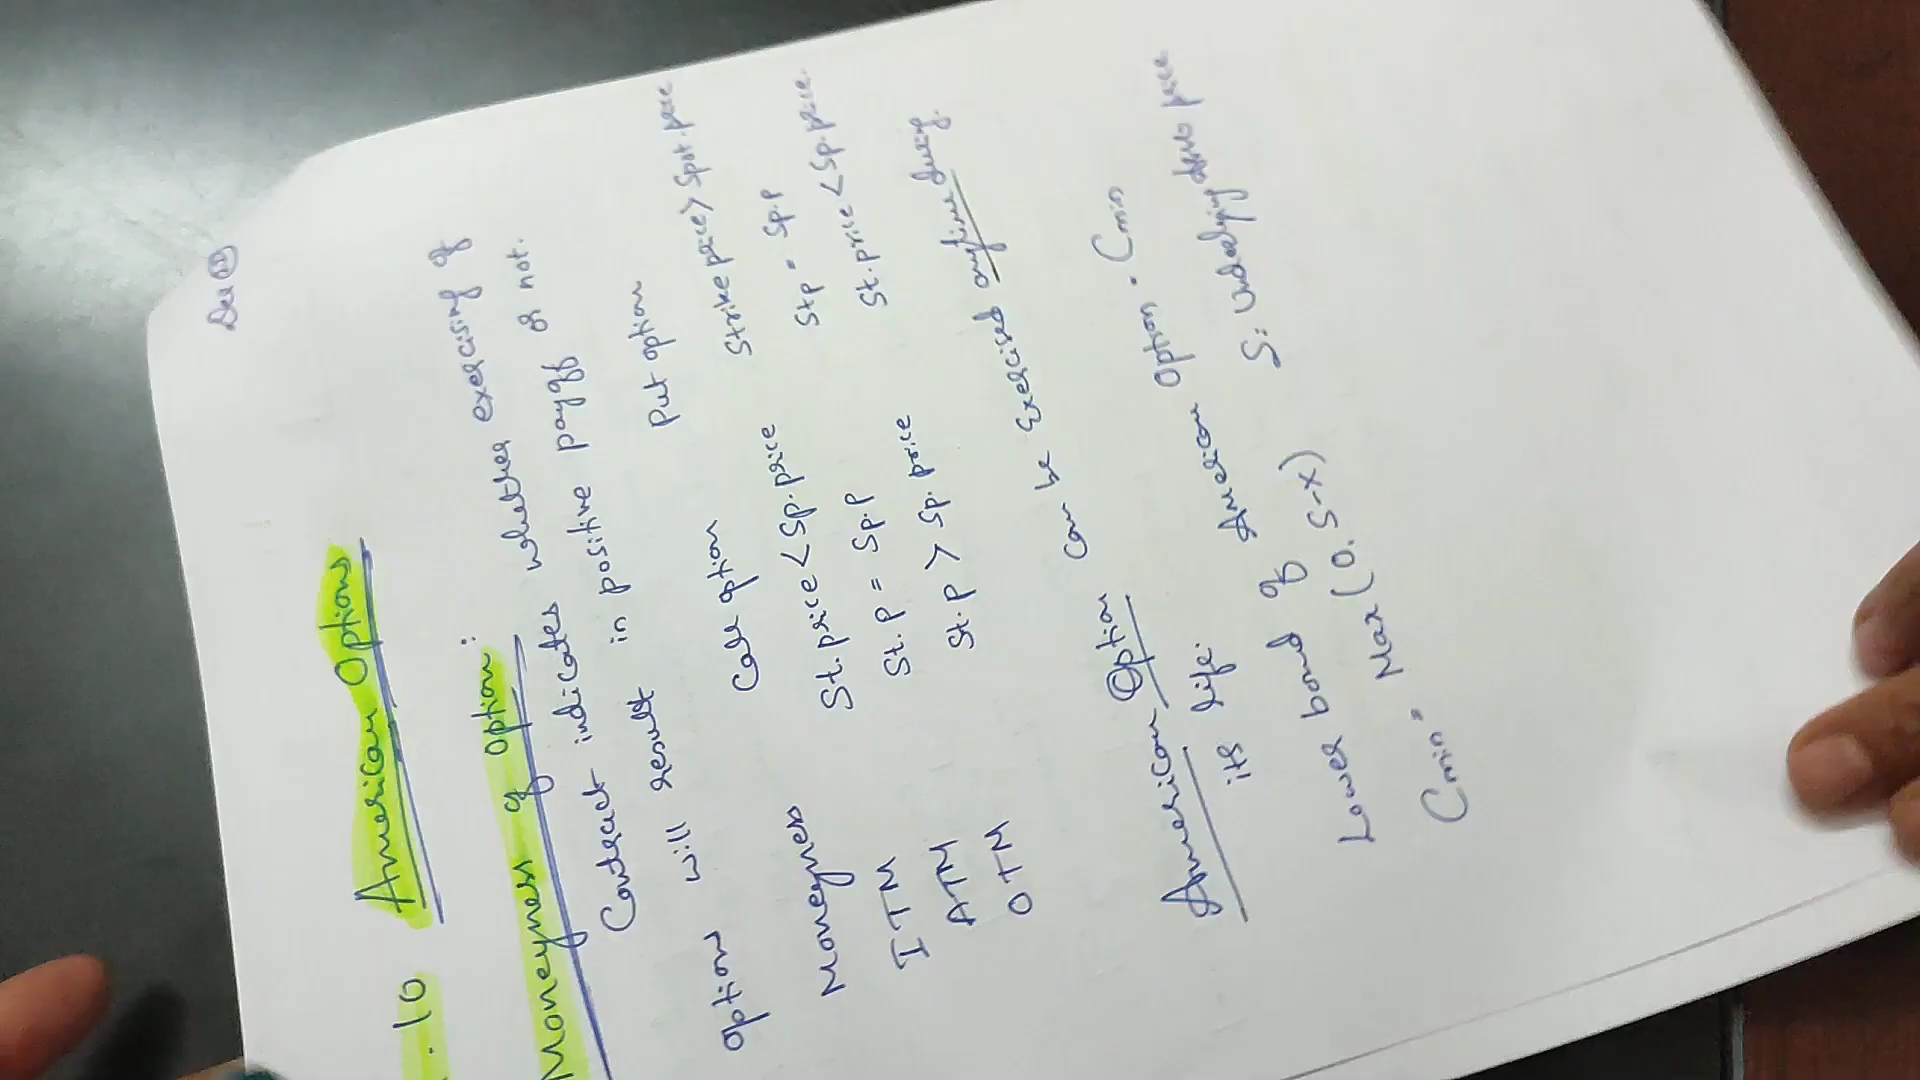 Dec 22
.10 American Options
Moneyness of option:
Contract indicates whether exercising of
option will result in positive payoff or not.
Moneyness Call option Put option
ITM St.price < Sp.price Strike price > Spot.price
ATM St.P = Sp.P StP = Sp.P
OTM St.P > Sp.price St.price < Sp.price.
American Option can be Exercised anytime during.
its life.
Lower bond of American Option = Cmin
Cmin = Max (0, S-X) S: Underlying price